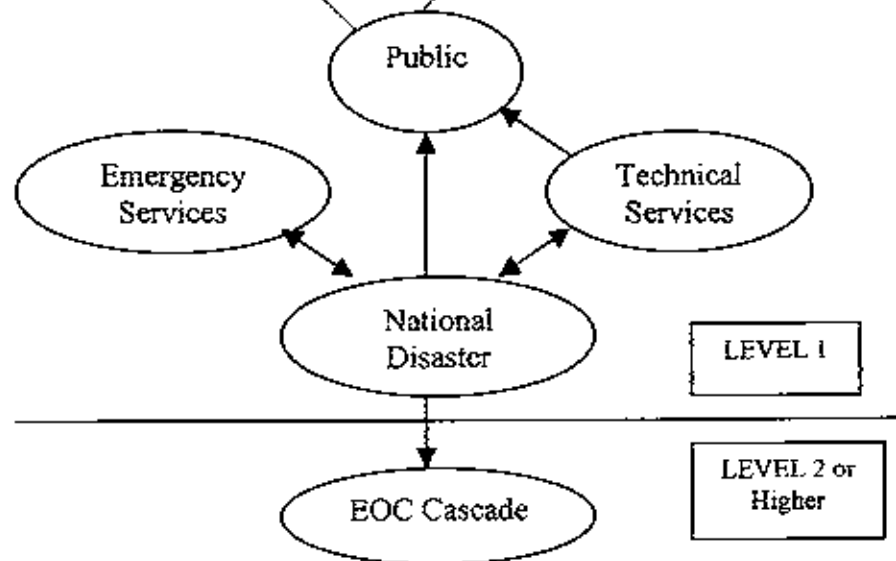 Public
Emergency
Services
Technical
Services
National
Disaster
LEVEL 1
EOC Cascade
LEVEL 2 or
Higher